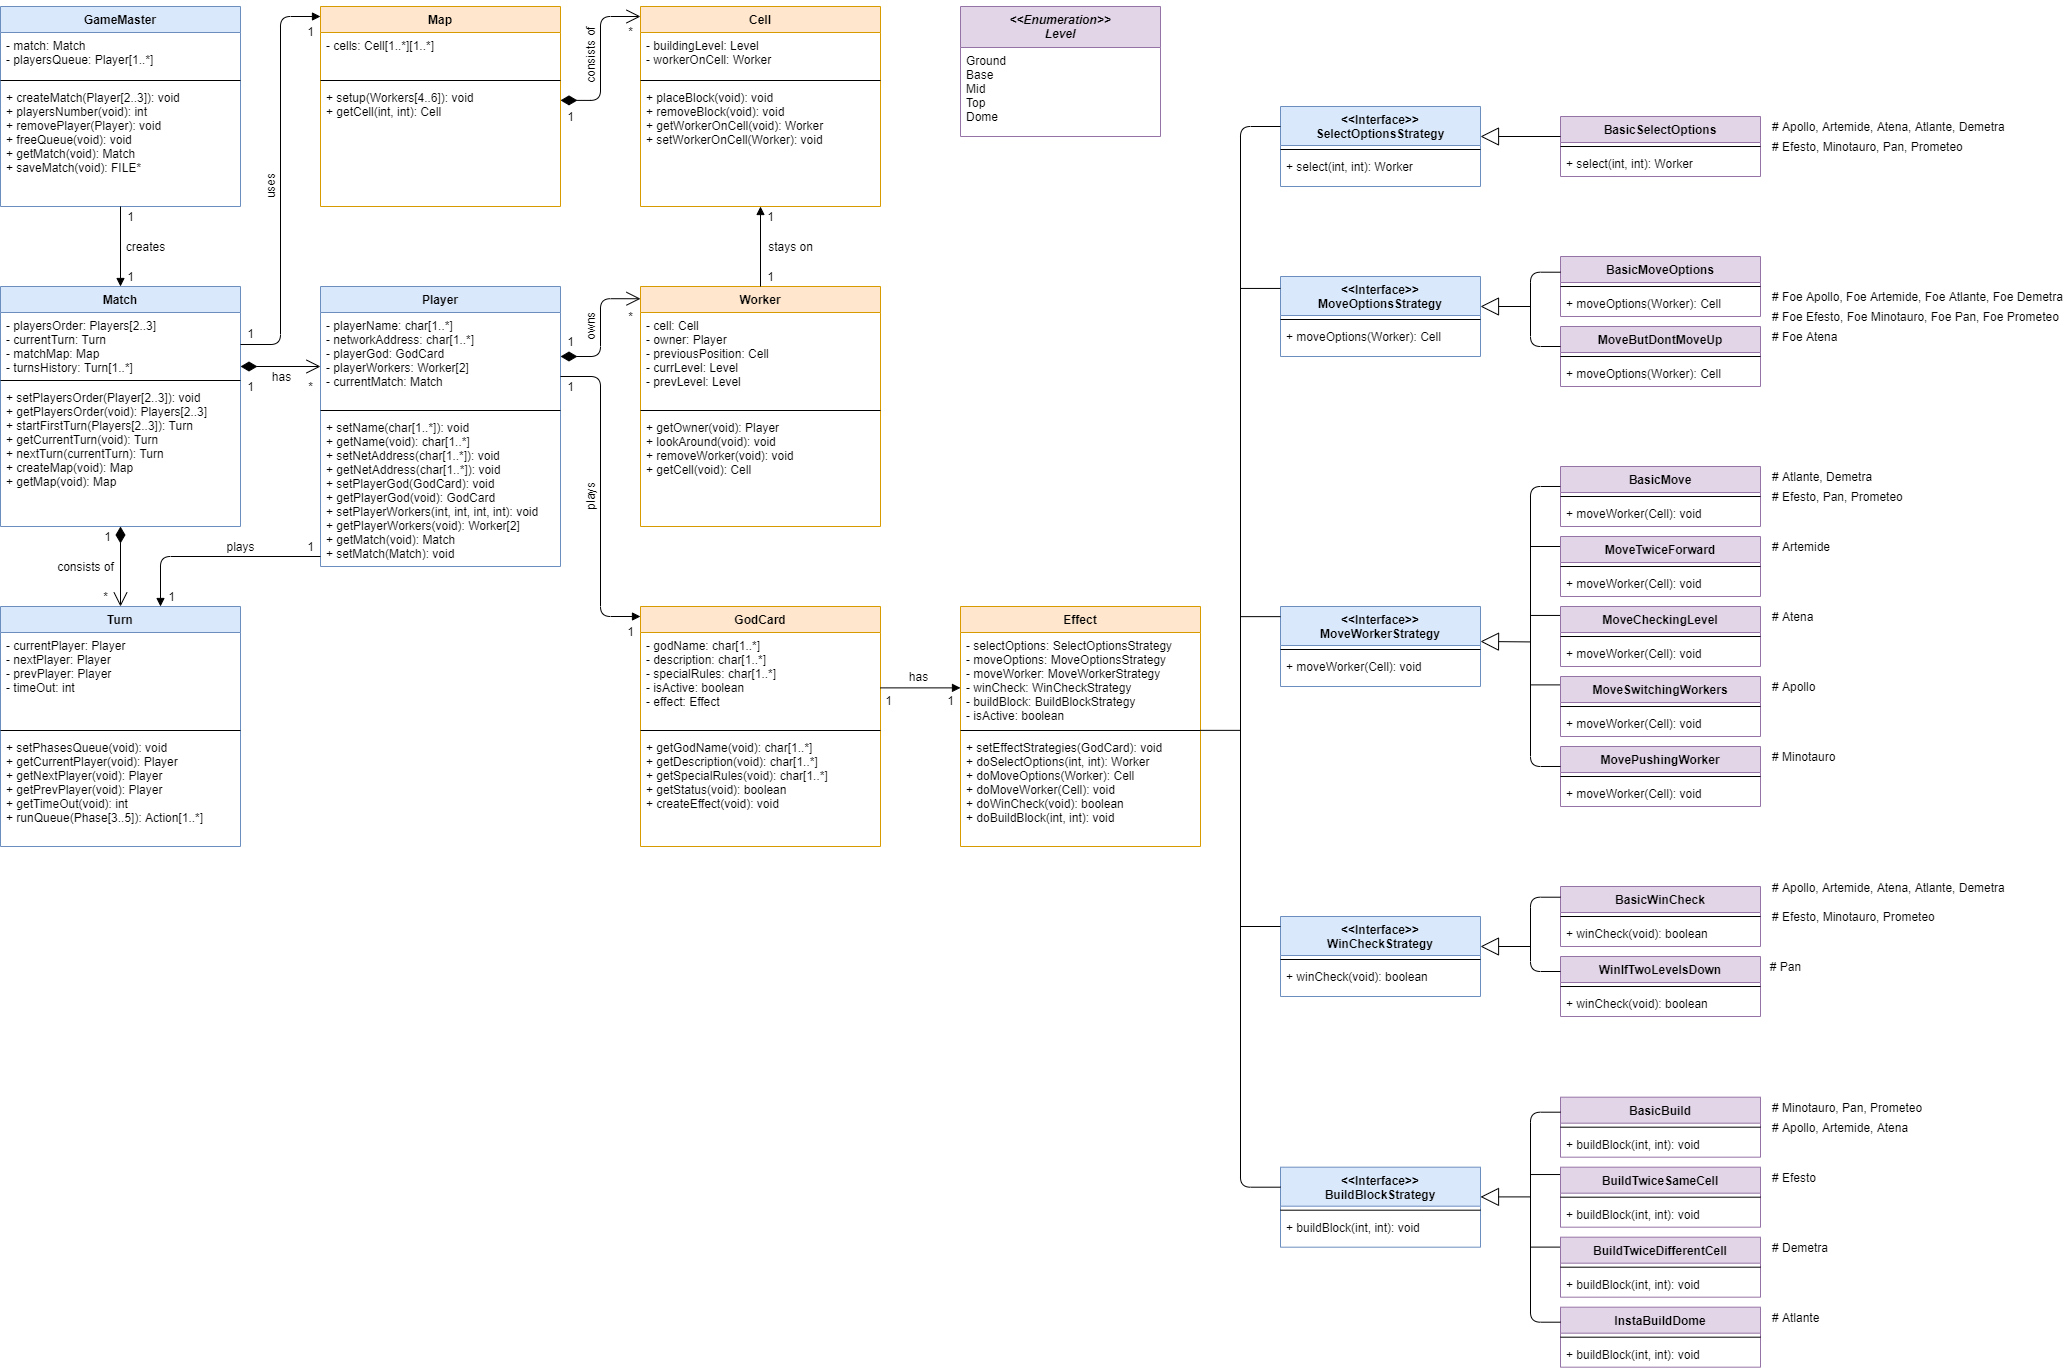 GameMaster
- match: Match
- playersQueue: Player[1..*]
+ createMatch(Player[2..3]): void
+ playersNumber(void): int
+ removePlayer(Player): void
+ freeQueue(void): void
+ getMatch(void): Match
+ saveMatch(void): FILE*
1
creates
1
uses
1
1
Map
- cells: Cell[1..*][1..*]
+ setup(Workers[4..6]): void
+ getCell(int, int): Cell
consists of
1
*
Cell
- buildingLevel: Level
- workerOnCell: Worker
+ placeBlock(void): void
+ removeBlock(void): void
+ getWorkerOnCell(void): Worker
+ setWorkerOnCell(Worker): void
1
stays on
1
<<Enumeration>>
Level
Ground
Base
Mid
Top
Dome
Match
- playersOrder: Players[2..3]
- currentTurn: Turn
- matchMap: Map
- turnsHistory: Turn[1..*]
+ setPlayersOrder(Player[2..3]): void
+ getPlayersOrder(void): Players[2..3]
+ startFirstTurn(Players[2..3]): Turn
+ getCurrentTurn(void): Turn
+ nextTurn(currentTurn): Turn
+ createMap(void): Map
+ getMap(void): Map
1
has
*
Player
- playerName: char[1..*]
- networkAddress: char[1..*]
- playerGod: GodCard
- playerWorkers: Worker[2]
- currentMatch: Match
+ setName(char[1..*]): void
+ getName(void): char[1..*]
+ setNetAddress(char[1..*]): void
+ getNetAddress(char[1..*]): void
+ setPlayerGod(GodCard): void
+ getPlayerGod(void): GodCard
+ setPlayerWorkers(int, int, int, int): void
+ getPlayerWorkers(void): Worker[2]
+ getMatch(void): Match
+ setMatch(Match): void
1
owns
*
1
plays
1
Worker
- cell: Cell
- owner: Player
- previousPosition: Cell
- currLevel: Level
- prevLevel: Level
+ getOwner(void): Player
+ lookAround(void): void
+ removeWorker(void): void
+ getCell(void): Cell
1
consists of
*
plays
1
1
Turn
- currentPlayer: Player
- nextPlayer: Player
- prevPlayer: Player
- timeOut: int
+ setPhasesQueue(void): void
+ getCurrentPlayer(void): Player
+ getNextPlayer(void): Player
+ getPrevPlayer(void): Player
+ getTimeOut(void): int
+ runQueue(Phase[3..5]): Action[1..*]
GodCard
- godName: char[1..*]
- description: char[1..*]
- specialRules: char[1..*]
- isActive: boolean
- effect: Effect
+ getGodName(void): char[1..*]
+ getDescription(void): char[1..*]
+ getSpecialRules(void): char[1..*]
+ getStatus(void): boolean
+ createEffect(void): void
has
1
1
Effect
- selectOptions: SelectOptionsStrategy
- moveOptions: MoveOptionsStrategy
- moveWorker: MoveWorkerStrategy
- winCheck: WinCheckStrategy
- buildBlock: BuildBlockStrategy
- isActive: boolean
+ setEffectStrategies(GodCard): void
+ doSelectOptions(int, int): Worker
+ doMoveOptions(Worker): Cell
+ doMoveWorker(Cell): void
+ doWinCheck(void): boolean
+ doBuildBlock(int, int): void
<<Interface>>
SelectOptionsStrategy
+ select(int, int): Worker
BasicSelectOptions
+ select(int, int): Worker
# Apollo, Artemide, Atena, Atlante, Demetra
# Efesto, Minotauro, Pan, Prometeo
<<Interface>>
MoveOptionsStrategy
+ moveOptions(Worker): Cell
BasicMoveOptions
+ moveOptions(Worker): Cell
# Foe Apollo, Foe Artemide, Foe Atlante, Foe Demetra
# Foe Efesto, Foe Minotauro, Foe Pan, Foe Prometeo
MoveButDontMoveUp
+ moveOptions(Worker): Cell
# Foe Atena
<<Interface>>
MoveWorkerStrategy
+ moveWorker(Cell): void
BasicMove
+ moveWorker(Cell): void
# Atlante, Demetra
# Efesto, Pan, Prometeo
MoveTwiceForward
+ moveWorker(Cell): void
# Artemide
MoveCheckingLevel
+ moveWorker(Cell): void
# Atena
MoveSwitchingWorkers
+ moveWorker(Cell): void
# Apollo
MovePushingWorker
+ moveWorker(Cell): void
# Minotauro
<<Interface>>
WinCheckStrategy
+ winCheck(void): boolean
BasicWinCheck
+ winCheck(void): boolean
# Apollo, Artemide, Atena, Atlante, Demetra
# Efesto, Minotauro, Prometeo
WinIfTwoLevelsDown
+ winCheck(void): boolean
# Pan
<<Interface>>
BuildBlockStrategy
+ buildBlock(int, int): void
BasicBuild
+ buildBlock(int, int): void
# Minotauro, Pan, Prometeo
# Apollo, Artemide, Atena
BuildTwiceSameCell
+ buildBlock(int, int): void
# Efesto
BuildTwiceDifferentCell
+ buildBlock(int, int): void
# Demetra
InstaBuildDome
+ buildBlock(int, int): void
# Atlante